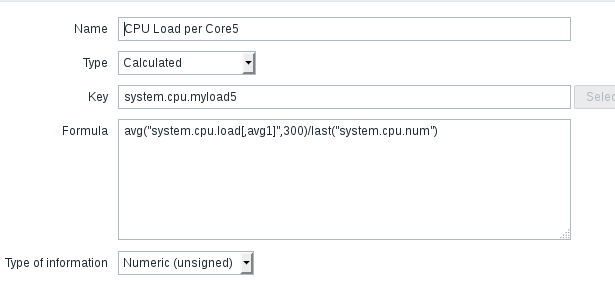 Name CPU Load per Core5
Type Calculated
Key system.cpu.myload5 Selec
Formula avg("system.cpu.load[,avg1]",300)/last("system.cpu.num")
Type of information Numeric (unsigned)